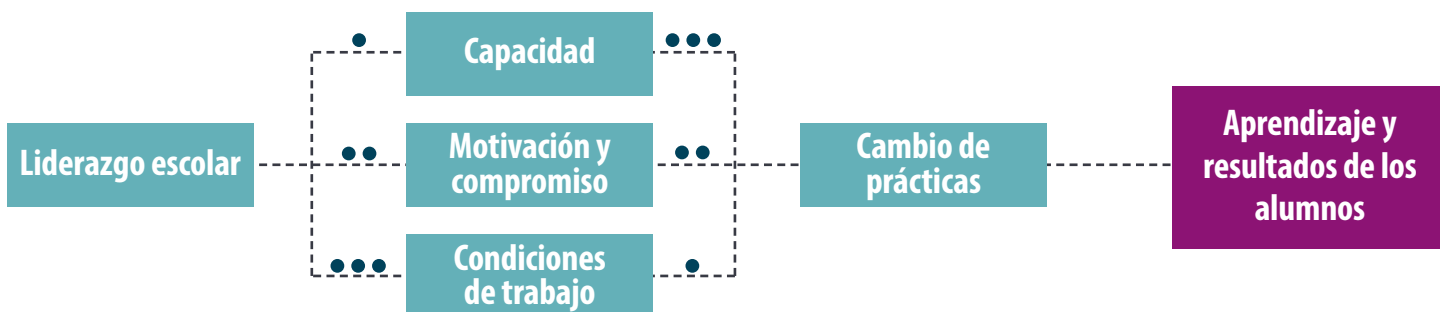 Capacidad
Liderazgo escolar
Motivación y
compromiso
Condiciones
de trabajo
Cambio de
prácticas
Aprendizaje y
resultados de los
alumnos